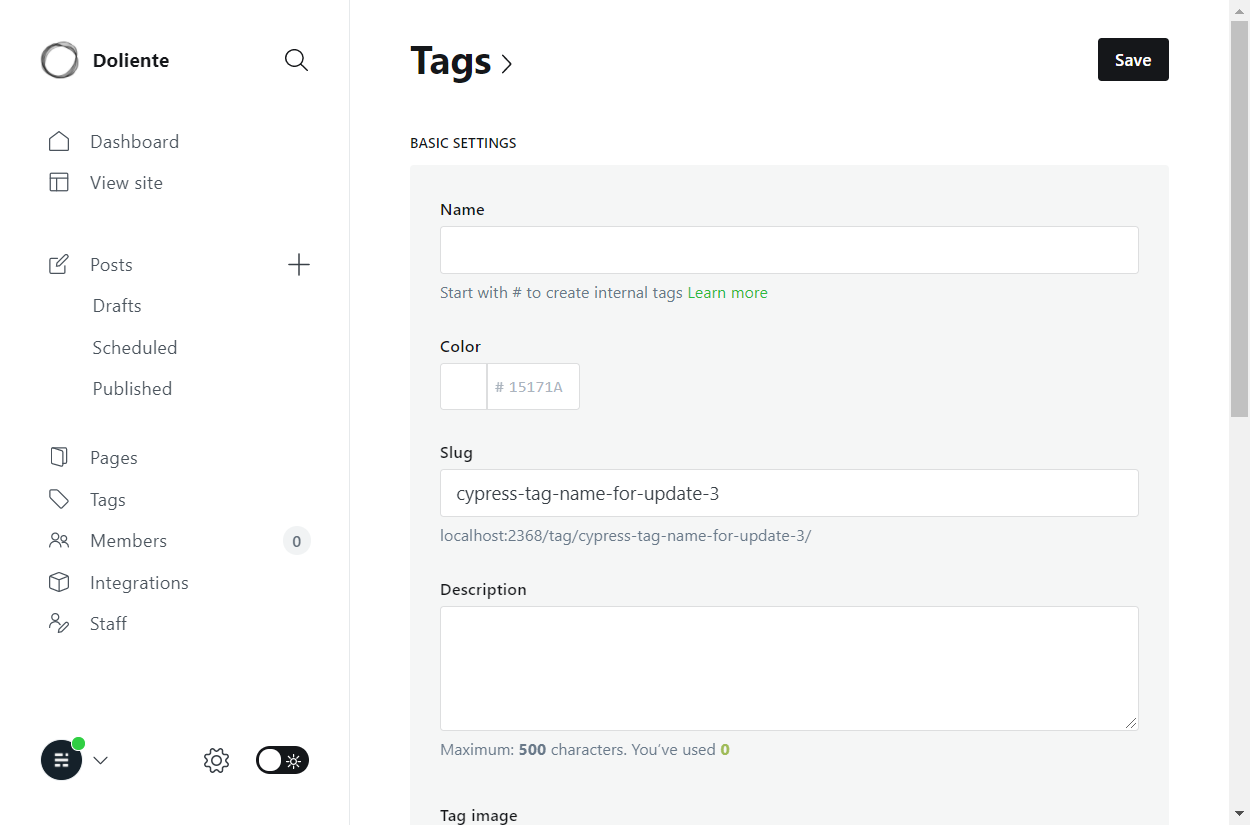 Doliente
Dashboard
View site
Posts
Drafts
Scheduled
Published
Pages
Tags
Members
0
Integrations
Staff
Tags
Save
BASIC SETTINGS
Name
Start with # to create internal tags Learn more
Color
# 15171A
Slug
cypress-tag-name-for-update-3
localhost:2368/tag/cypress-tag-name-for-update-3/
Description
Maximum: 500 characters. You’ve used 0
Tag image